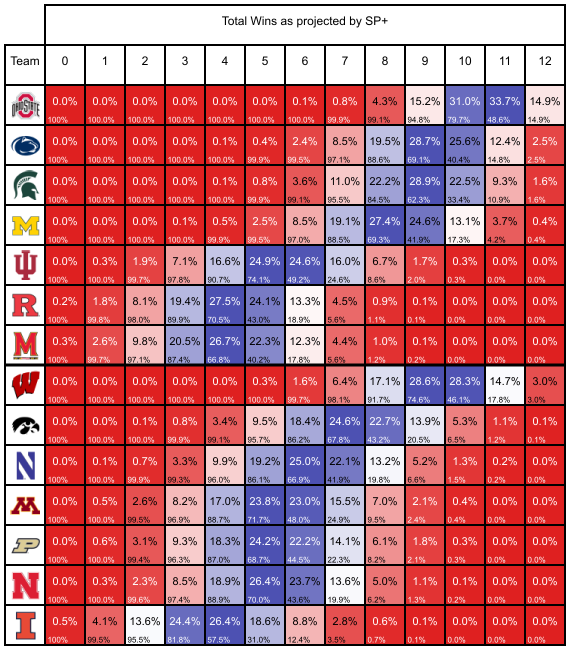 Total Wins as projected by SP+
Team 0 1 2 3 4 5 6 7 8 9 10 11 12
OHIO STATE 0.0% 0.0% 0.0% 0.0% 0.0% 0.0% 0.1% 0.8% 4.3% 15.2% 31.0% 33.7% 14.9%
100% 100.0% 100.0% 100.0% 100.0% 100.0% 100.0% 99.9% 99.1% 94.8% 79.7% 48.6% 14.9%
0.0% 0.0% 0.0% 0.0% 0.1% 0.4% 2.4% 8.5% 19.5% 28.7% 25.6% 12.4% 2.5%
100% 100.0% 100.0% 100.0% 100.0% 99.9% 99.5% 97.1% 88.6% 69.1% 40.4% 14.8% 2.5%
0.0% 0.0% 0.0% 0.0% 0.1% 0.8% 3.6% 11.0% 22.2% 28.9% 22.5% 9.3% 1.6%
100% 100.0% 100.0% 100.0% 100.0% 99.9% 99.1% 95.5% 84.5% 62.3% 33.4% 10.9% 1.6%
M 0.0% 0.0% 0.0% 0.1% 0.5% 2.5% 8.5% 19.1% 27.4% 24.6% 13.1% 3.7% 0.4%
100% 100.0% 100.0% 100.0% 99.9% 99.5% 97.0% 88.5% 69.3% 41.9% 17.3% 4.2% 0.4%
0.0% 0.3% 1.9% 7.1% 16.6% 24.9% 24.6% 16.0% 6.7% 1.7% 0.3% 0.0% 0.0%
100% 100.0% 99.7% 97.8% 90.7% 74.1% 49.2% 24.6% 8.6% 2.0% 0.3% 0.0% 0.0%
R 0.2% 1.8% 8.1% 19.4% 27.5% 24.1% 13.3% 4.5% 0.9% 0.1% 0.0% 0.0% 0.0%
100% 99.8% 98.0% 89.9% 70.5% 43.0% 18.9% 5.6% 1.1% 0.1% 0.0% 0.0% 0.0%
M 0.3% 2.6% 9.8% 20.5% 26.7% 22.3% 12.3% 4.4% 1.0% 0.1% 0.0% 0.0% 0.0%
100% 99.7% 97.1% 87.4% 66.8% 40.2% 17.8% 5.6% 1.2% 0.2% 0.0% 0.0% 0.0%
W 0.0% 0.0% 0.0% 0.0% 0.0% 0.3% 1.6% 6.4% 17.1% 28.6% 28.3% 14.7% 3.0%
100% 100.0% 100.0% 100.0% 100.0% 100.0% 99.7% 98.1% 91.7% 74.6% 46.1% 17.8% 3.0%
0.0% 0.0% 0.1% 0.8% 3.4% 9.5% 18.4% 24.6% 22.7% 13.9% 5.3% 1.1% 0.1%
100% 100.0% 100.0% 99.9% 99.1% 95.7% 86.2% 67.8% 43.2% 20.5% 6.5% 1.2% 0.1%
N 0.0% 0.1% 0.7% 3.3% 9.9% 19.2% 25.0% 22.1% 13.2% 5.2% 1.3% 0.2% 0.0%
100% 100.0% 99.9% 99.3% 96.0% 86.1% 66.9% 41.9% 19.8% 6.6% 1.5% 0.2% 0.0%
M 0.0% 0.5% 2.6% 8.2% 17.0% 23.8% 23.0% 15.5% 7.0% 2.1% 0.4% 0.0% 0.0%
100% 100.0% 99.5% 96.9% 88.7% 71.7% 48.0% 24.9% 9.5% 2.4% 0.4% 0.0% 0.0%
P 0.0% 0.6% 3.1% 9.3% 18.3% 24.2% 22.2% 14.1% 6.1% 1.8% 0.3% 0.0% 0.0%
100% 100.0% 99.4% 96.3% 87.0% 68.7% 44.5% 22.3% 8.2% 2.1% 0.3% 0.0% 0.0%
N 0.0% 0.3% 2.3% 8.5% 18.9% 26.4% 23.7% 13.6% 5.0% 1.1% 0.1% 0.0% 0.0%
100% 100.0% 99.6% 97.4% 88.9% 70.0% 43.6% 19.9% 6.2% 1.3% 0.2% 0.0% 0.0%
I 0.5% 4.1% 13.6% 24.4% 26.4% 18.6% 8.8% 2.8% 0.6% 0.1% 0.0% 0.0% 0.0%
100% 99.5% 95.5% 81.8% 57.5% 31.0% 12.4% 3.5% 0.7% 0.1% 0.0% 0.0% 0.0%